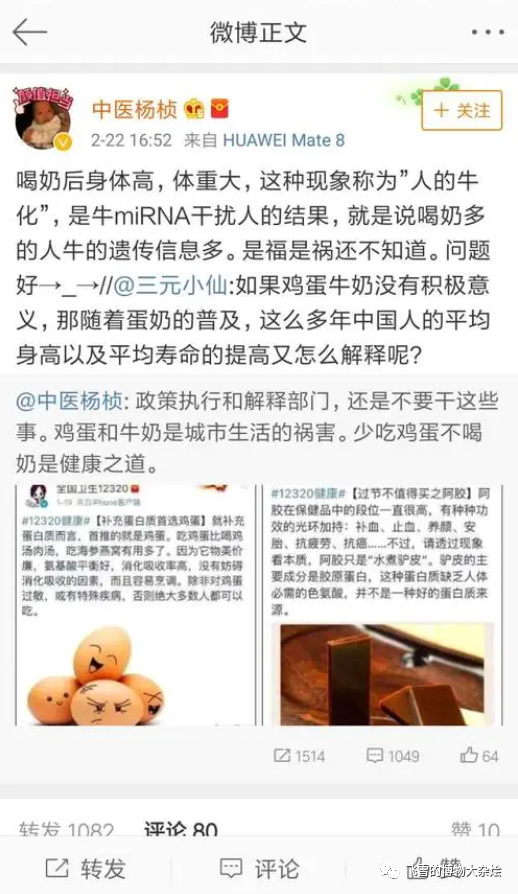 微博正文
颜值担当
中医杨桢
+ 关注
2-22 16:52 来自 HUAWEI Mate 8
喝奶后身体高，体重大，这种现象称为”人的牛
化”，是牛miRNA干扰人的结果，就是说喝奶多
的人牛的遗传信息多。是福是祸还不知道。问题
好→_→//@三元小仙:如果鸡蛋牛奶没有积极意
义，那随着蛋奶的普及，这么多年中国人的平均
身高以及平均寿命的提高又怎么解释呢？
@中医杨桢: 政策执行和解释部门，还是不要干这些
事。鸡蛋和牛奶是城市生活的祸害。少吃鸡蛋不喝
奶是健康之道。
全国卫生12320
1-19 来自iPhone客户端
#12320健康#【补充蛋白质首选鸡蛋】就补充
蛋白质而言，首推的就是鸡蛋。吃鸡蛋比喝鸡
汤肉汤，吃海参燕窝有用多了。因为它物美价
廉，氨基酸平衡好，消化吸收率高，没有妨碍
消化吸收的因素，而且容易烹调。除非对鸡蛋
过敏，或有特殊疾病，否则绝大多数人都可以
吃。
#12320健康#【过节不值得买之阿胶】阿
胶在保健品中的段位一直很高，有种种功
效的光环加持：补血、止血、养颜、安
胎、抗疲劳、抗癌……不过，请透过现象
看本质，阿胶只是“水煮驴皮”。驴皮的主
要成分是胶原蛋白，这种蛋白质缺乏人体
必需的色氨酸，并不是一种好的蛋白质来
源。
1514
1049
64
转发 1082
评论 80
赞 10
转发
评论
赞
飞雪的博物大杂烩